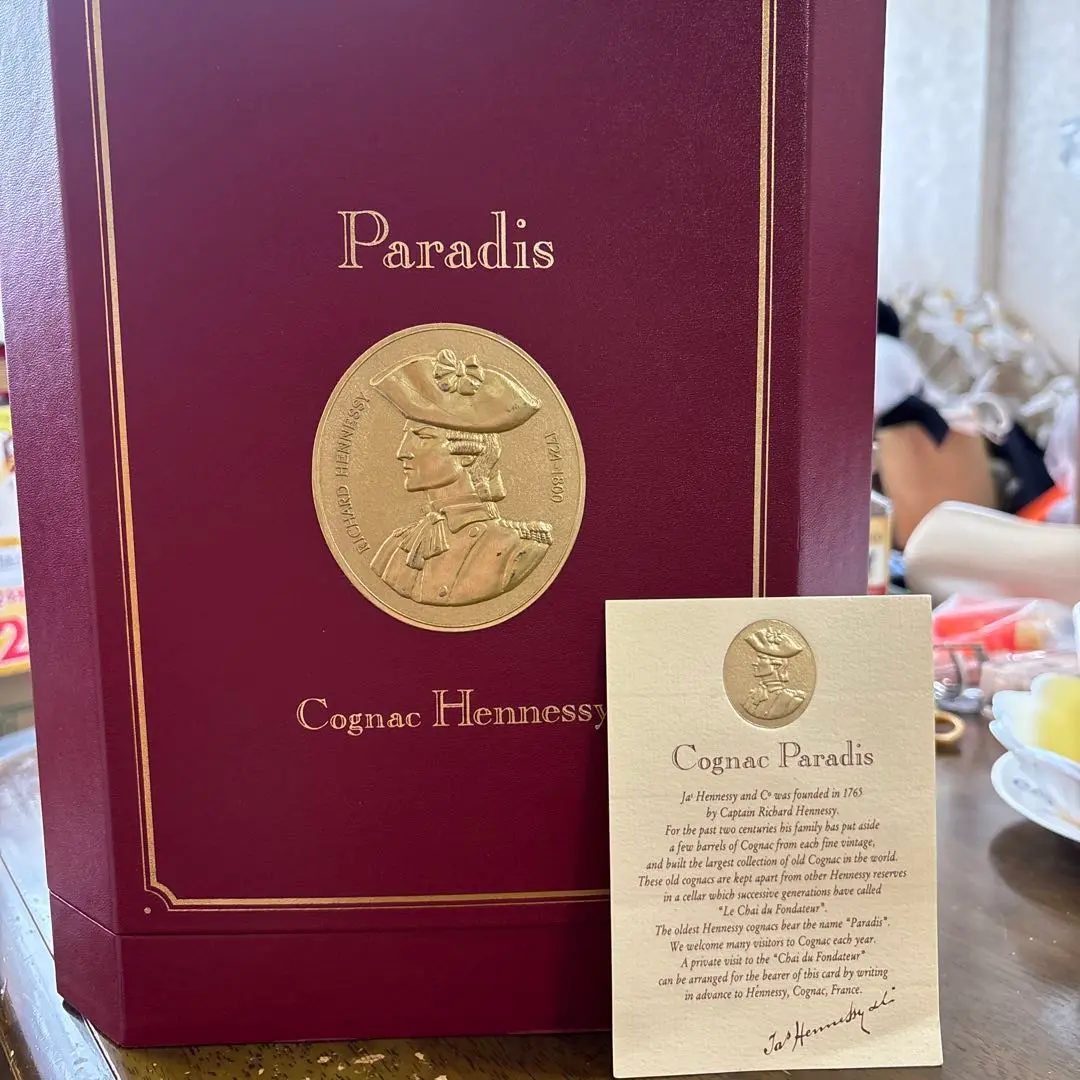 Paradis
RICHARD HENNESSY
1724-1800
Cognac Hennessy
Cognac Paradis
Jas Hennessy and Co was founded in 1765
by Captain Richard Hennessy.
For the past two centuries his family has put aside
a few barrels of Cognac from each fine vintage,
and built the largest collection of old Cognac in the world.
These old cognacs are kept apart from other Hennessy reserves
in a cellar which successive generations have called
"Le Chai du Fondateur".
The oldest Hennessy cognacs bear the name "Paradis".
We welcome many visitors to Cognac each year.
A private visit to the "Chai du Fondateur"
can be arranged for the bearer of this card by writing
in advance to Hennessy, Cognac, France.
Jas Hennessy
2